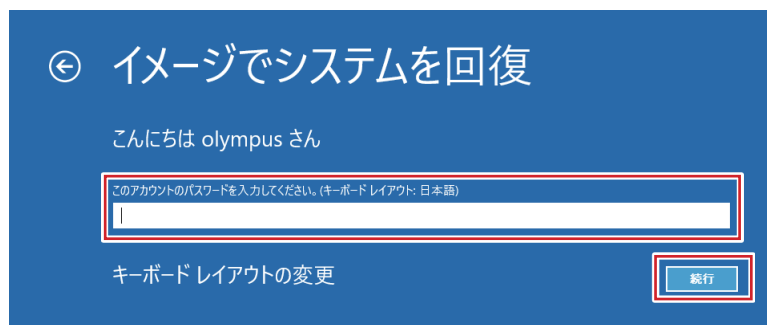 イメージでシステムを回復
こんにちは olympus さん
このアカウントのパスワードを入力してください。(キーボード レイアウト: 日本語)
キーボード レイアウトの変更
続行